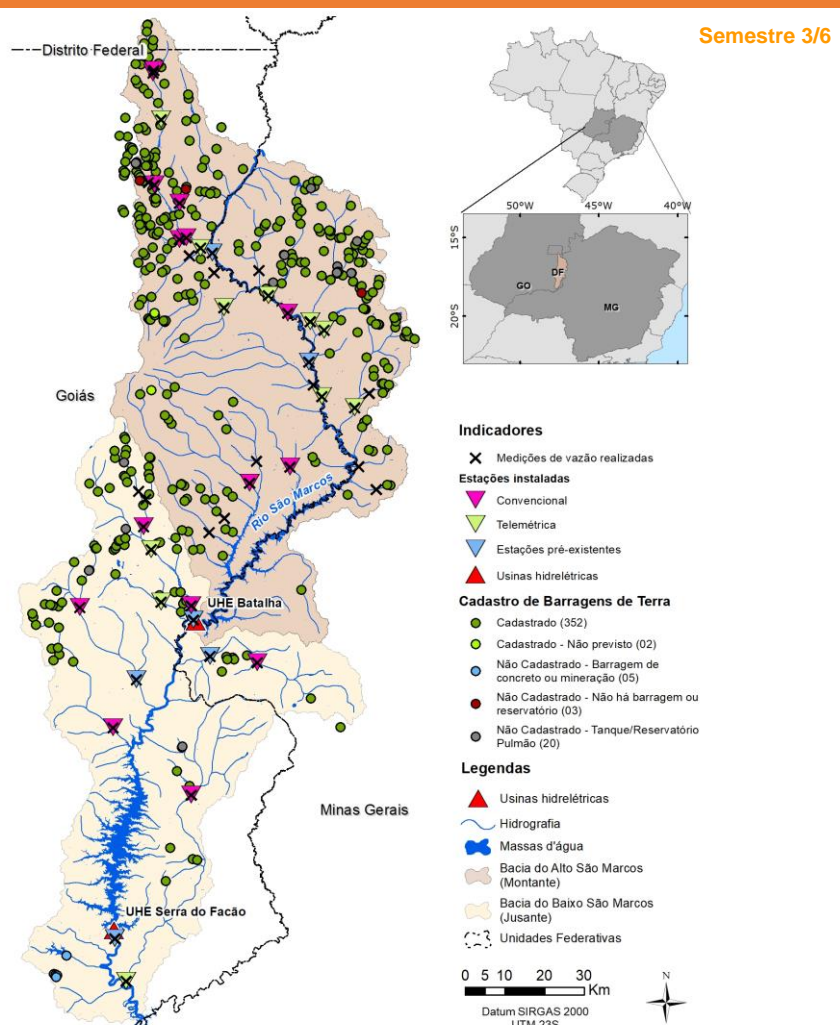 Semestre 3/6
Distrito Federal
Goiás
Rio São Marcos
UHE Batalha
Minas Gerais
UHE Serra do Facão
50°W
45°W
40°W
15°S
20°S
DF
GO
MG
Indicadores
Medições de vazão realizadas
Estações instaladas
Convencional
Telemétrica
Estações pré-existentes
Usinas hidrelétricas
Cadastro de Barragens de Terra
Cadastrado (352)
Cadastrado - Não previsto (02)
Não Cadastrado - Barragem de
concreto ou mineração (05)
Não Cadastrado - Não há barragem ou
reservatório (03)
Não Cadastrado - Tanque/Reservatório
Pulmão (20)
Legendas
Usinas hidrelétricas
Hidrografia
Massas d'água
Bacia do Alto São Marcos
(Montante)
Bacia do Baixo São Marcos
(Jusante)
Unidades Federativas
0 5 10 20 30
Km
N
Datum SIRGAS 2000
UTM 23S